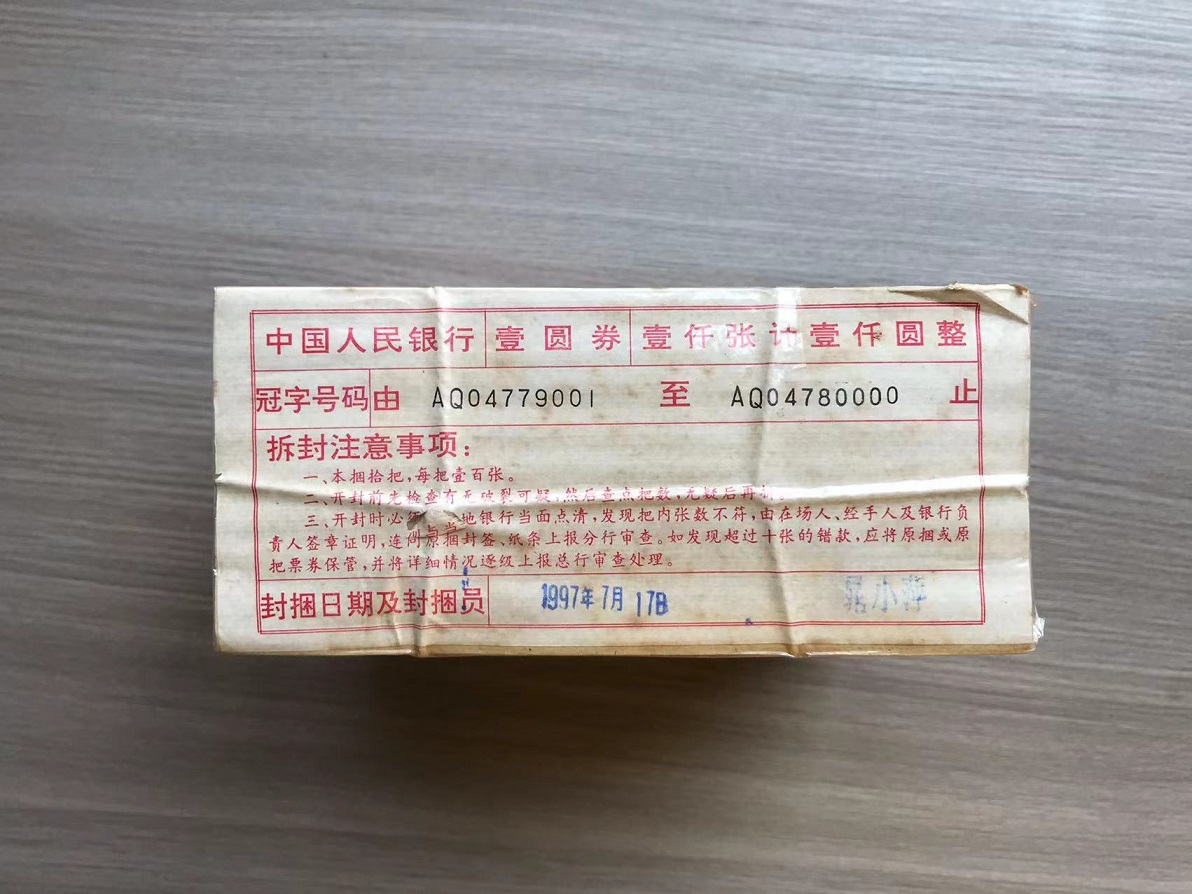 中国人民银行 壹圆券 壹仟张计壹仟圆整
冠字号码 由 AQ04779001 至 AQ04780000 止
拆封注意事项：
一、本捆拾把，每把壹百张。
二、开封前先检查有无破裂可疑，然后查点把数，无疑后再拆。
三、开封时必须 当地银行当面点清，发现把内张数不符，由在场人、经手人及银行负
责人签章证明，连同原捆封签、纸条上报分行审查。如发现超过十张的错款，应将原捆或原
把票券保管，并将详细情况逐级上报总行审查处理。
封捆日期及封捆员 1997年7月17日 晁小萍